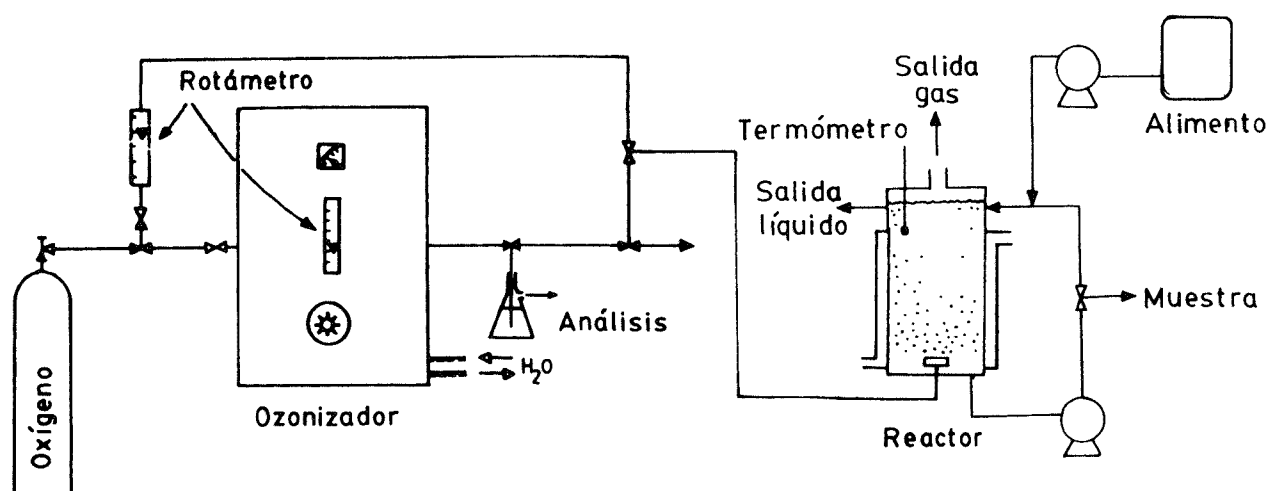 Rotámetro
Salida
gas
Alimento
Termómetro
Salida
líquido
Muestra
Análisis
H2O
Ozonizador
Reactor
Oxígeno